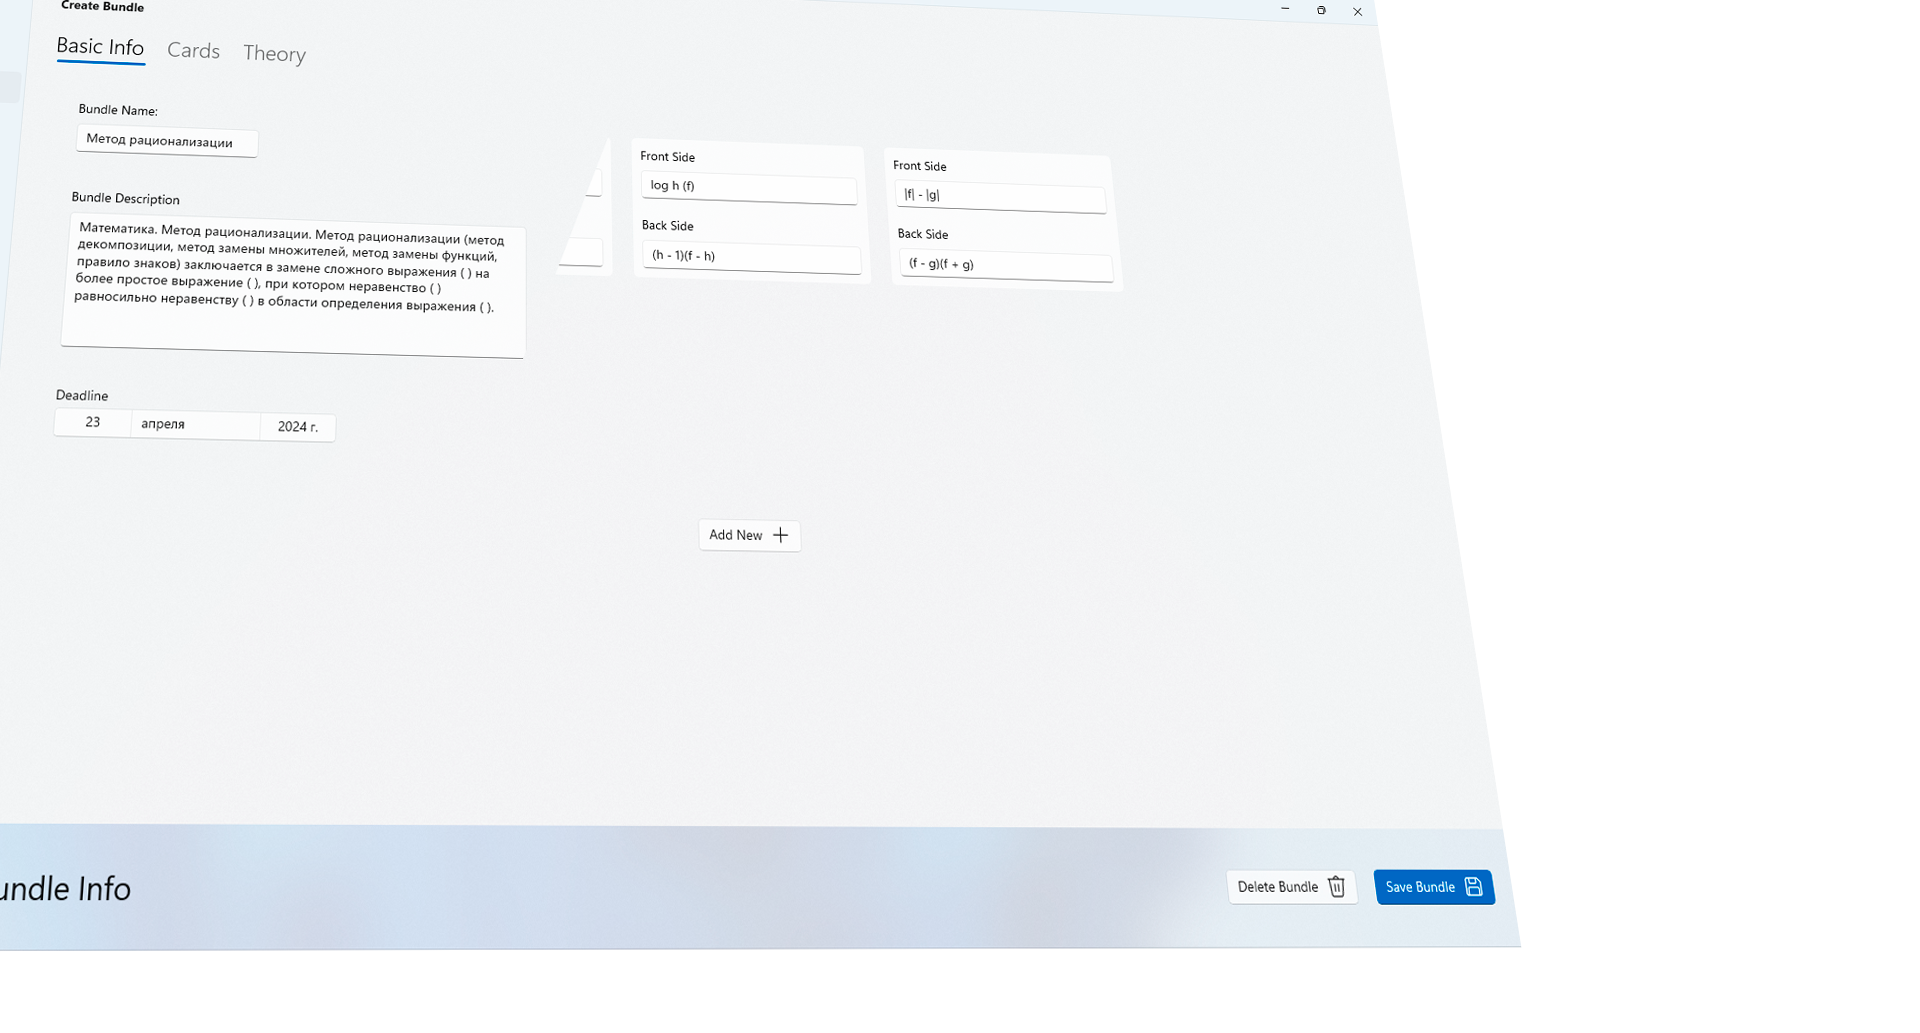 Create Bundle
Basic Info Cards Theory
Bundle Name:
Метод рационализации
Bundle Description
Математика. Метод рационализации. Метод рационализации (метод
декомпозиции, метод замены множителей, метод замены функций,
правило знаков) заключается в замене сложного выражения ( ) на
более простое выражение ( ), при котором неравенство ( )
равносильно неравенству ( ) в области определения выражения ( ).
Deadline
23 апреля 2024 г.
Front Side
log h (f)
Back Side
(h - 1)(f - h)
Front Side
|f| - |g|
Back Side
(f - g)(f + g)
Add New
Info
Delete Bundle
Save Bundle